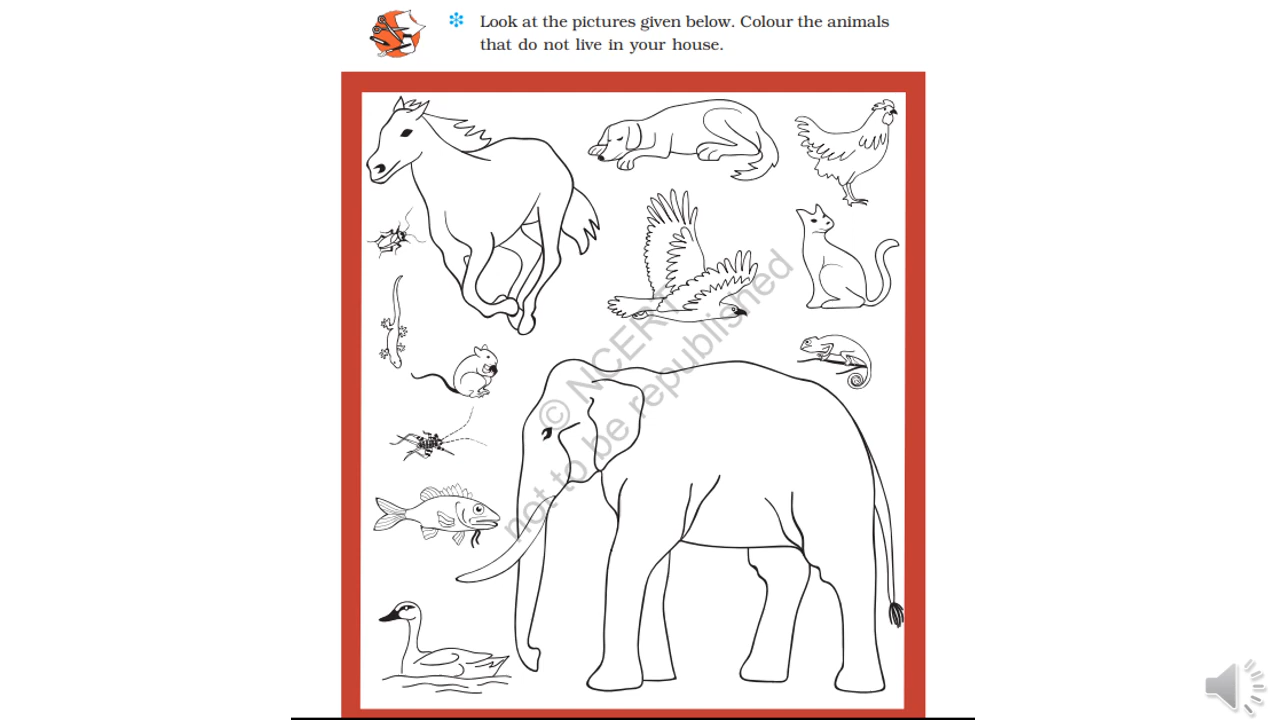 Look at the pictures given below. Colour the animals
that do not live in your house.
© NCERT
not to be republished